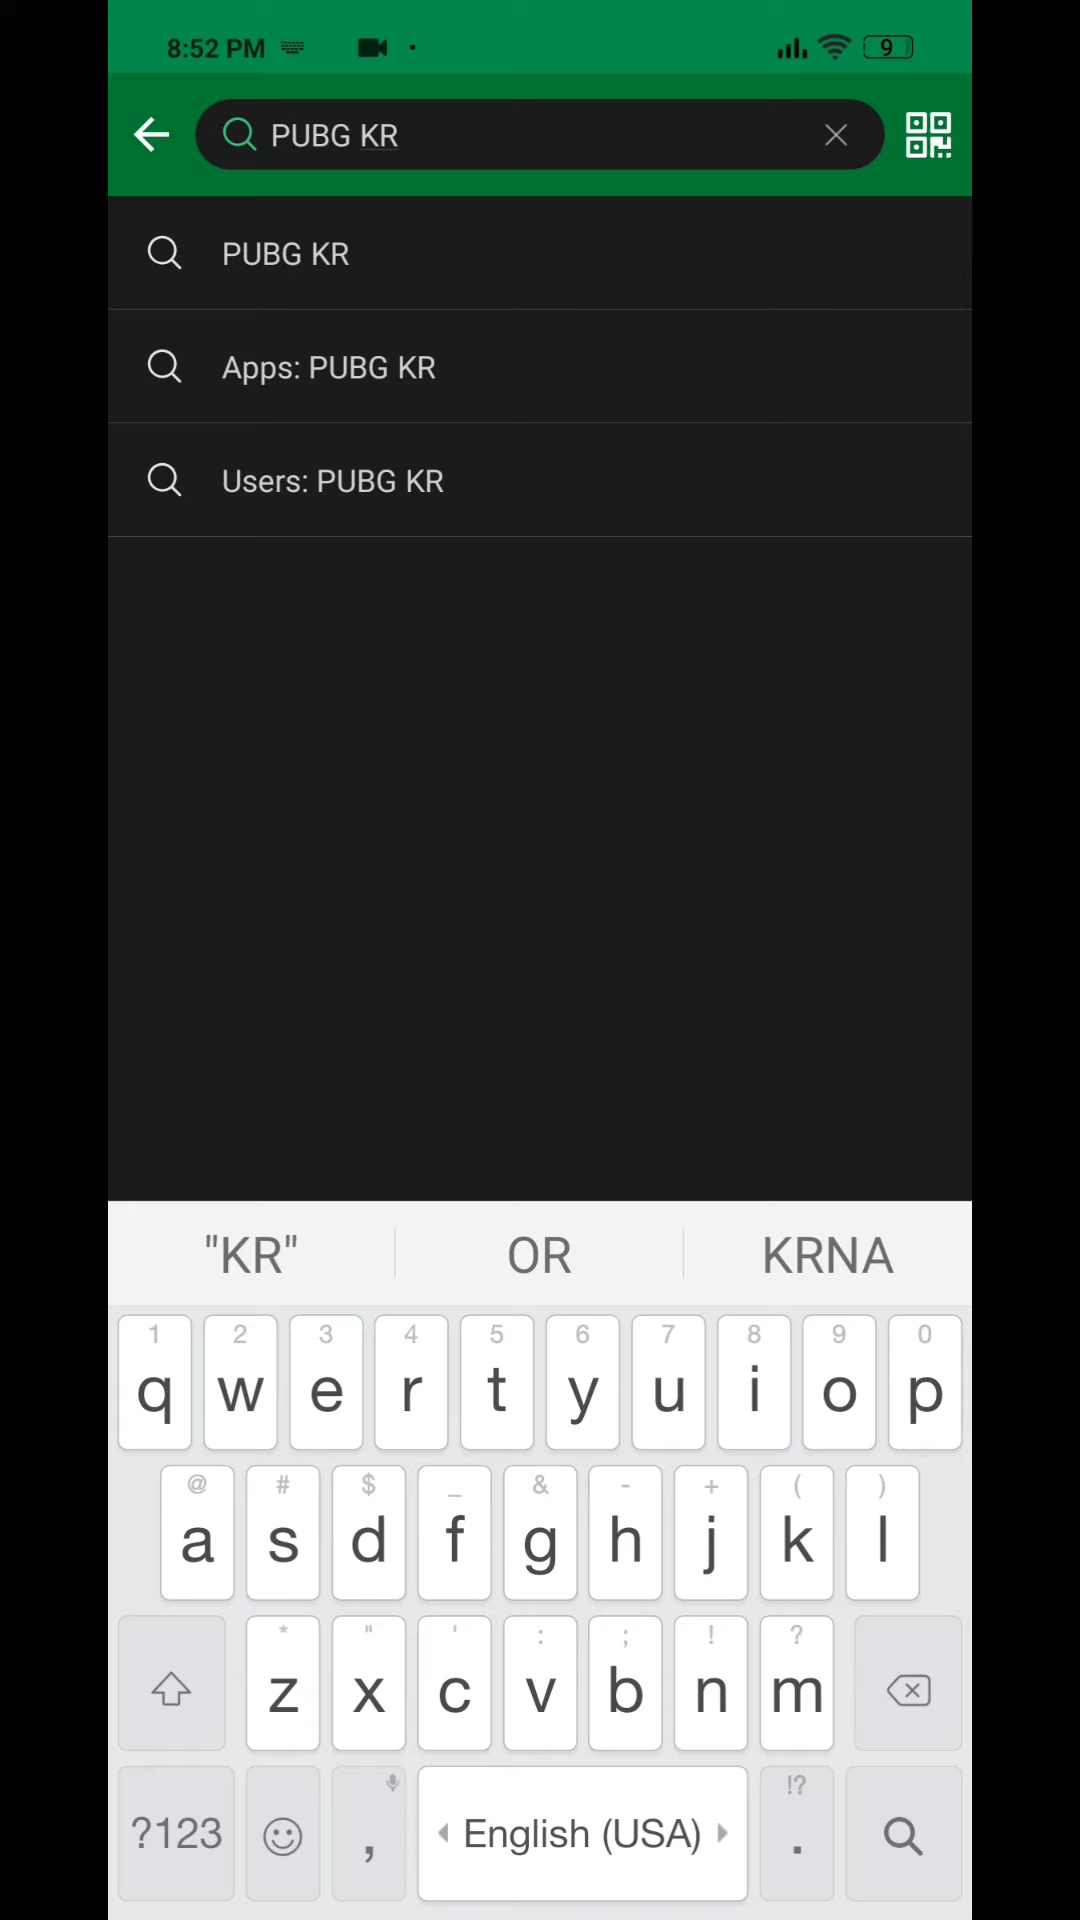 8:52 PM 9
PUBG KR
PUBG KR
Apps: PUBG KR
Users: PUBG KR
"KR" OR KRNA
1 2 3 4 5 6 7 8 9 0
q w e r t y u i o p
@ # $ _ & - + ( )
a s d f g h j k l
* " ' : ; ! ?
z x c v b n m
!?
?123 , English (USA) .